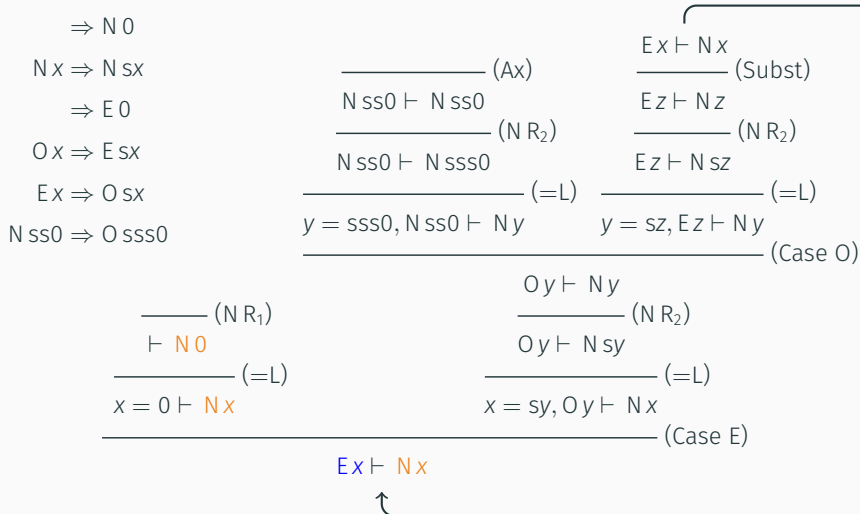 ⇒ N 0
N x ⇒ N sx
⇒ E 0
O x ⇒ E sx
E x ⇒ O sx
N ss0 ⇒ O sss0
E x ⊢ N x
(Ax) (Subst)
N ss0 ⊢ N ss0 E z ⊢ N z
(N R₂) (N R₂)
N ss0 ⊢ N sss0 E z ⊢ N sz
(=L) (=L)
y = sss0, N ss0 ⊢ N y y = sz, E z ⊢ N y
(Case O)
O y ⊢ N y
(N R₁) (N R₂)
⊢ N 0 O y ⊢ N sy
(=L) (=L)
x = 0 ⊢ N x x = sy, O y ⊢ N x
(Case E)
E x ⊢ N x